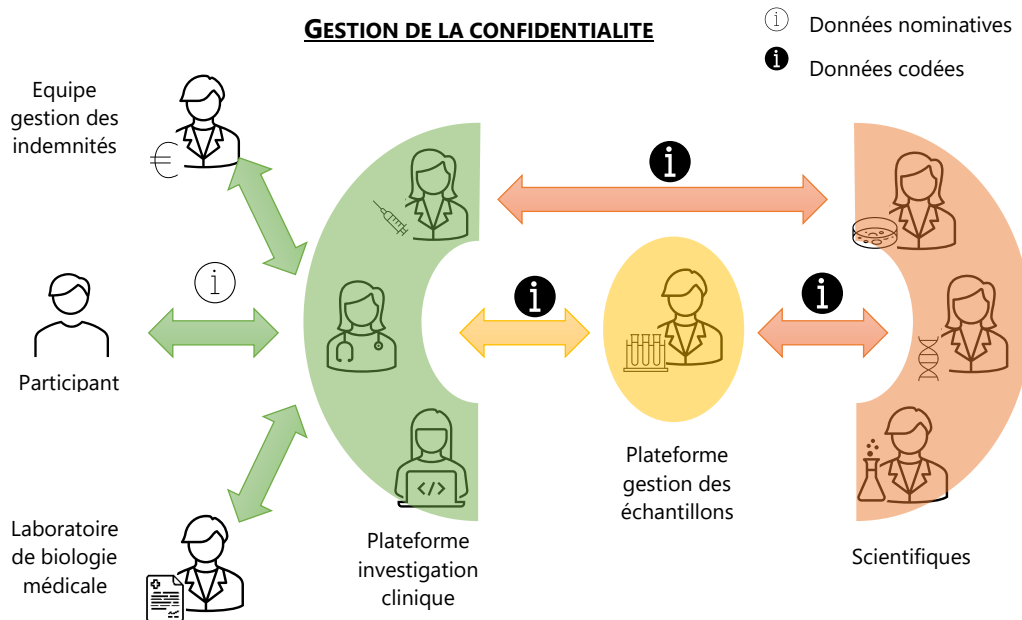 GESTION DE LA CONFIDENTIALITE
i Données nominatives
i Données codées
Equipe
gestion des
indemnités
€
i
i
i
i
Participant
</>
Laboratoire
de biologie
médicale
Plateforme
investigation
clinique
Plateforme
gestion des
échantillons
Scientifiques